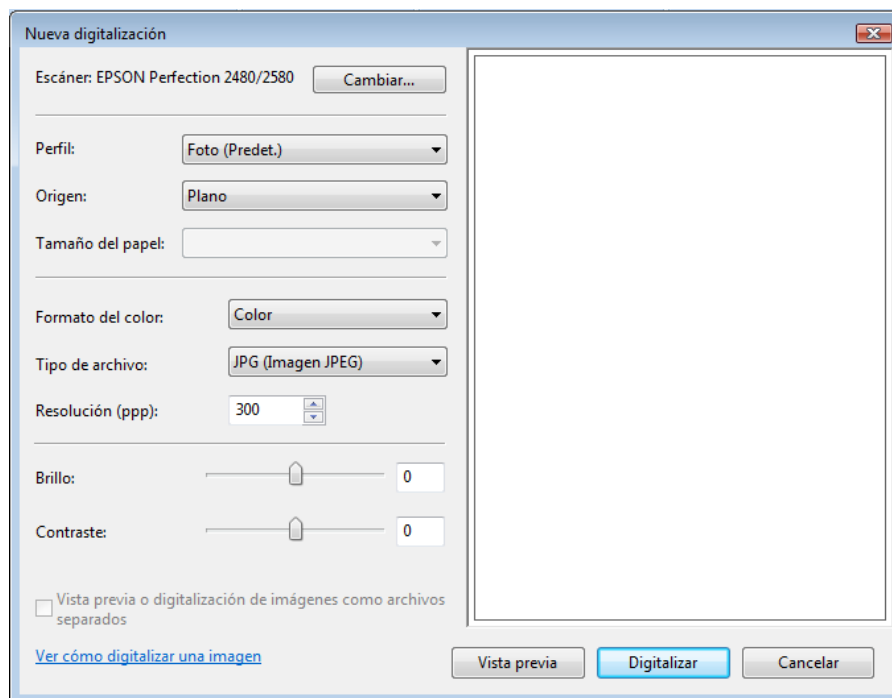 Nueva digitalización
Escáner: EPSON Perfection 2480/2580
Cambiar...
Perfil:
Foto (Predet.)
Origen:
Plano
Tamaño del papel:
Formato del color:
Color
Tipo de archivo:
JPG (Imagen JPEG)
Resolución (ppp):
300
Brillo:
0
Contraste:
0
Vista previa o digitalización de imágenes como archivos
separados
Ver cómo digitalizar una imagen
Vista previa
Digitalizar
Cancelar